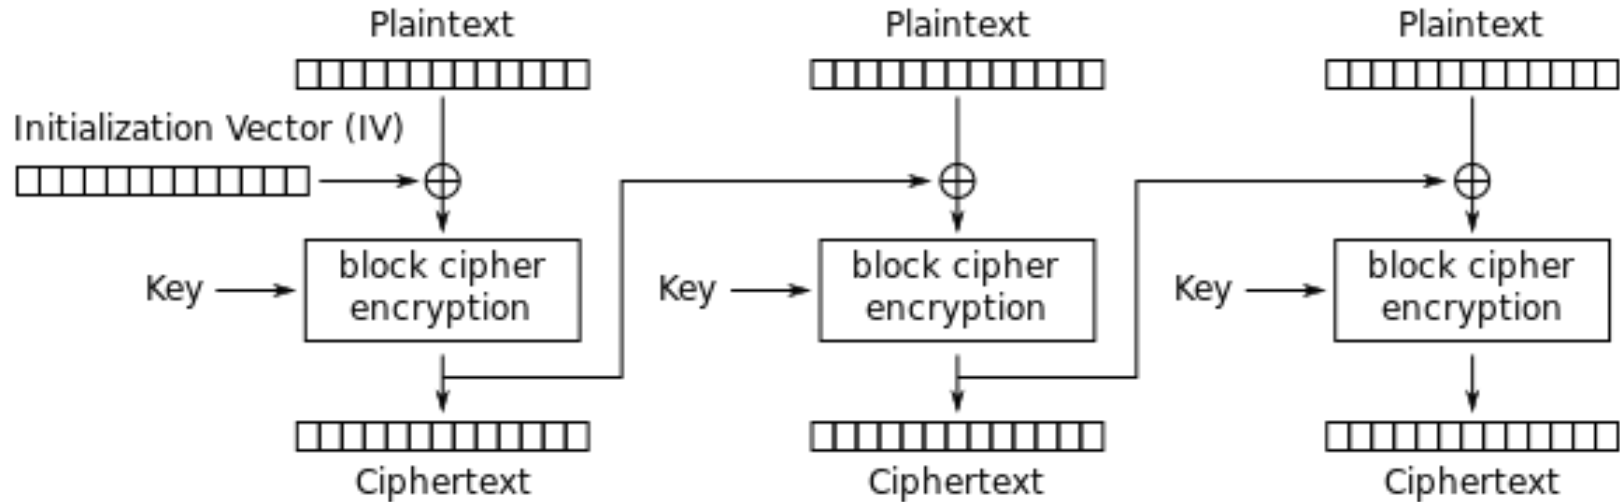 Plaintext
Plaintext
Plaintext
Initialization Vector (IV)
Key
block cipher
encryption
Key
block cipher
encryption
Key
block cipher
encryption
Ciphertext
Ciphertext
Ciphertext